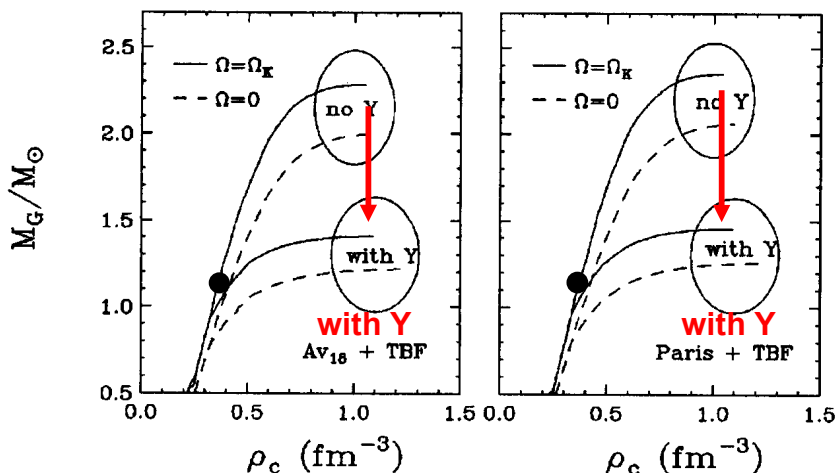 M_G/M_⊙
2.5
2.0
1.5
1.0
0.5
Ω=Ω_K
Ω=0
no Y
with Y
with Y
Av₁₈ + TBF
0.0 0.5 1.0 1.5
ρ_c (fm⁻³)
Ω=Ω_K
Ω=0
no Y
with Y
with Y
Paris + TBF
0.0 0.5 1.0 1.5
ρ_c (fm⁻³)